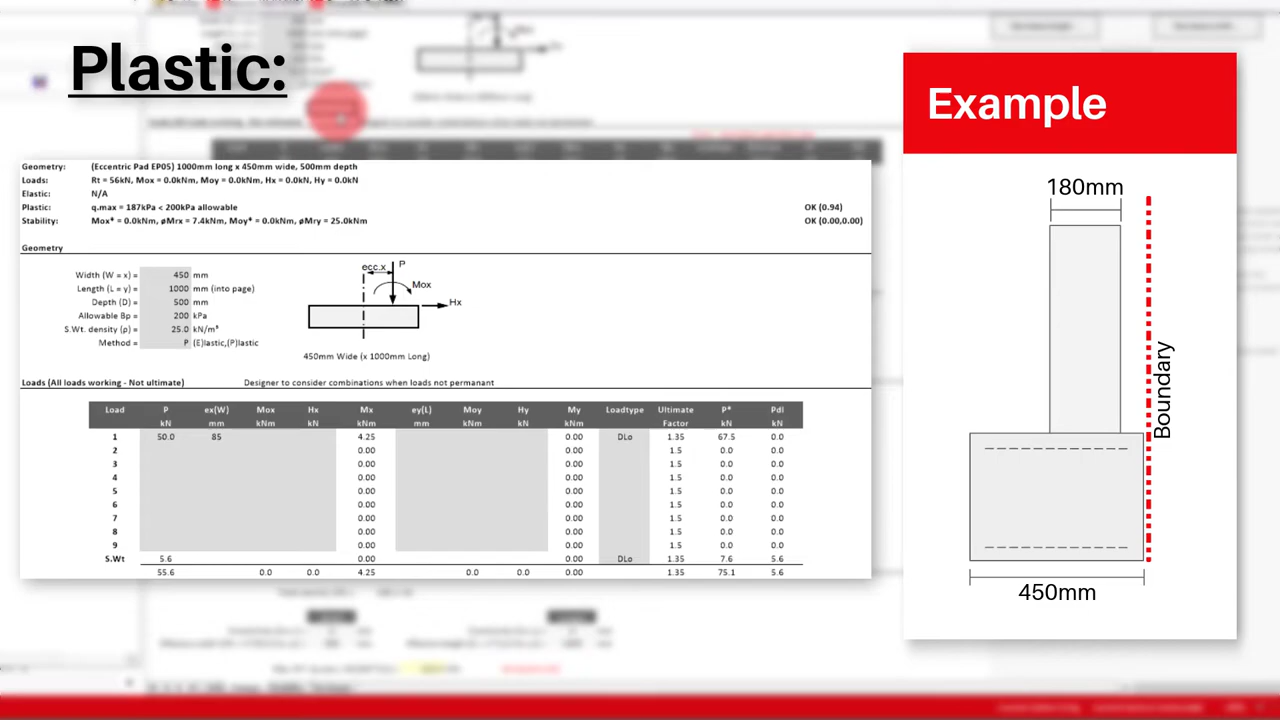 Plastic:
Geometry: (Eccentric Pad EP05) 1000mm long x 450mm wide, 500mm depth
Loads: Rt = 56kN, Mox = 0.0kNm, Moy = 0.0kNm, Hx = 0.0kN, Hy = 0.0kN
Elastic: N/A
Plastic: q.max = 187kPa < 200kPa allowable OK (0.94)
Stability: Mox* = 0.0kNm, øMrx = 7.4kNm, Moy* = 0.0kNm, øMry = 25.0kNm OK (0.00,0.00)
Geometry
Width (W = x) = 450 mm
Length (L = y) = 1000 mm (into page)
Depth (D) = 500 mm
Allowable Bp = 200 kPa
S.Wt. density (ρ) = 25.0 kN/m³
Method = P (E)lastic,(P)lastic
ecc.x P
Mox
Hx
450mm Wide (x 1000mm Long)
Loads (All loads working - Not ultimate) Designer to consider combinations when loads not permanant
Load P ex(W) Mox Hx Mx ey(L) Moy Hy My Loadtype Ultimate P* Pdl
kN mm kNm kN kNm mm kNm kN kNm Factor kN kN
1 50.0 85 4.25 0.00 DLo 1.35 67.5 0.0
2 0.00 0.00 1.5 0.0 0.0
3 0.00 0.00 1.5 0.0 0.0
4 0.00 0.00 1.5 0.0 0.0
5 0.00 0.00 1.5 0.0 0.0
6 0.00 0.00 1.5 0.0 0.0
7 0.00 0.00 1.5 0.0 0.0
8 0.00 0.00 1.5 0.0 0.0
9 0.00 0.00 1.5 0.0 0.0
S.Wt 5.6 0.00 0.00 DLo 1.35 7.6 5.6
55.6 0.0 0.0 4.25 0.0 0.0 0.00 1.35 75.1 5.6
Example
180mm
Boundary
450mm